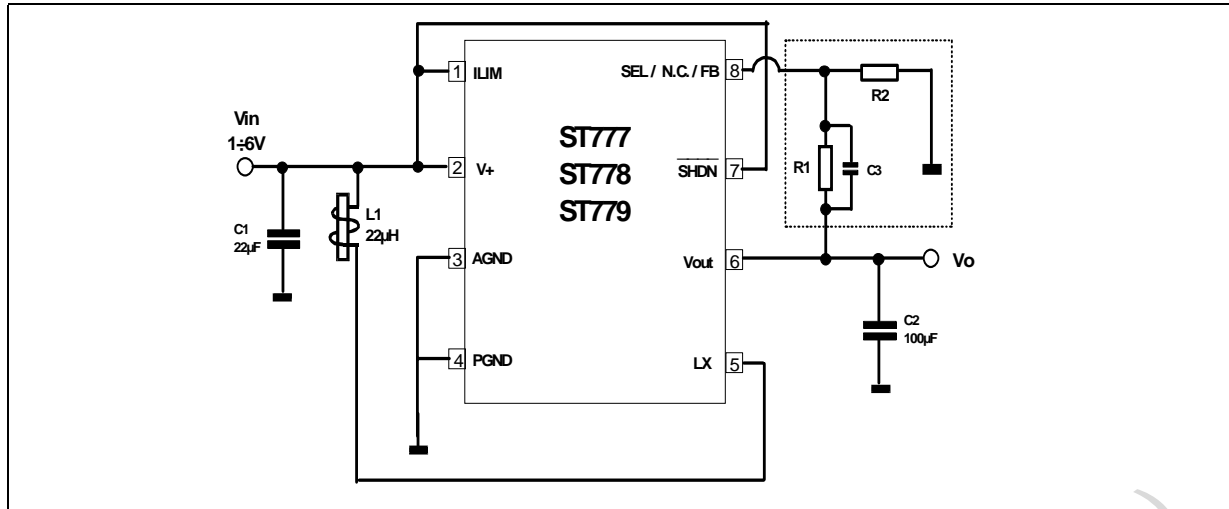 Vin
1÷6V
C1
22µF
L1
22µH
1 ILIM
2 V+
3 AGND
4 PGND
ST777
ST778
ST779
SEL / N.C. / FB 8
SHDN 7
Vout 6
LX 5
R2
R1
C3
Vo
C2
100µF